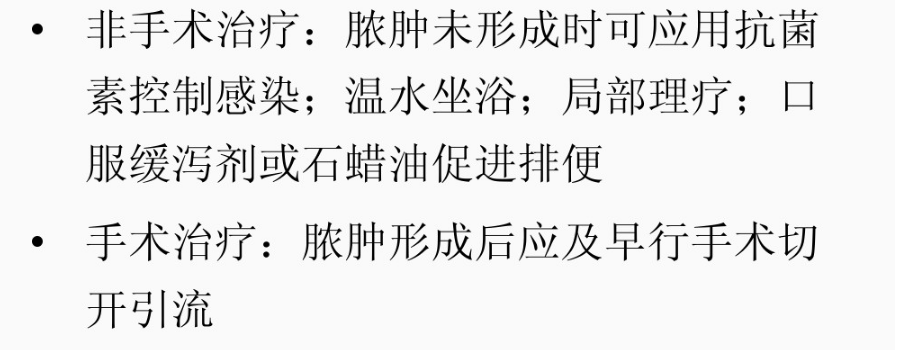 • 非手术治疗：脓肿未形成时可应用抗菌
素控制感染；温水坐浴；局部理疗；口
服缓泻剂或石蜡油促进排便
• 手术治疗：脓肿形成后应及早行手术切
开引流